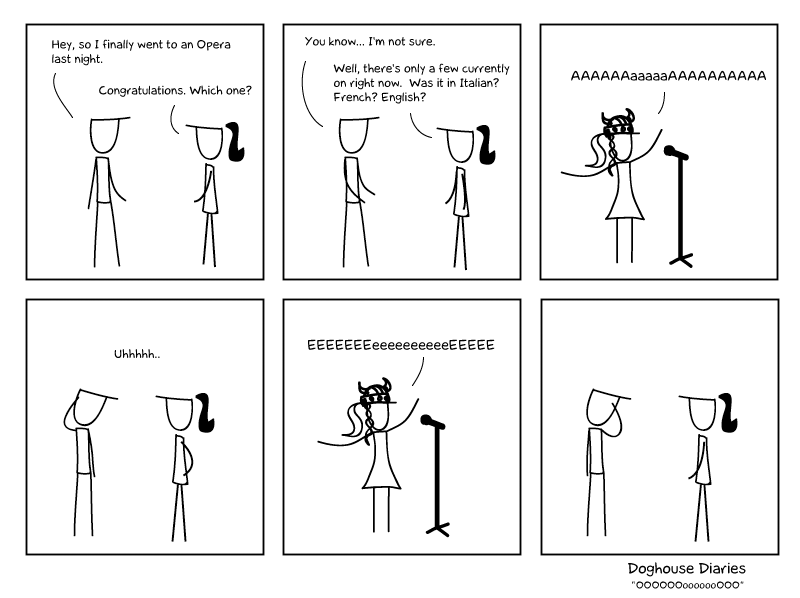 Hey, so I finally went to an Opera
last night.
Congratulations. Which one?
You know... I'm not sure.
Well, there's only a few currently
on right now. Was it in Italian?
French? English?
AAAAAAaaaaaAAAAAAAAAA
Uhhhhh..
EEEEEEEeeeeeeeeeeEEEEE
Doghouse Diaries
"OOOOOOooooooOOO"